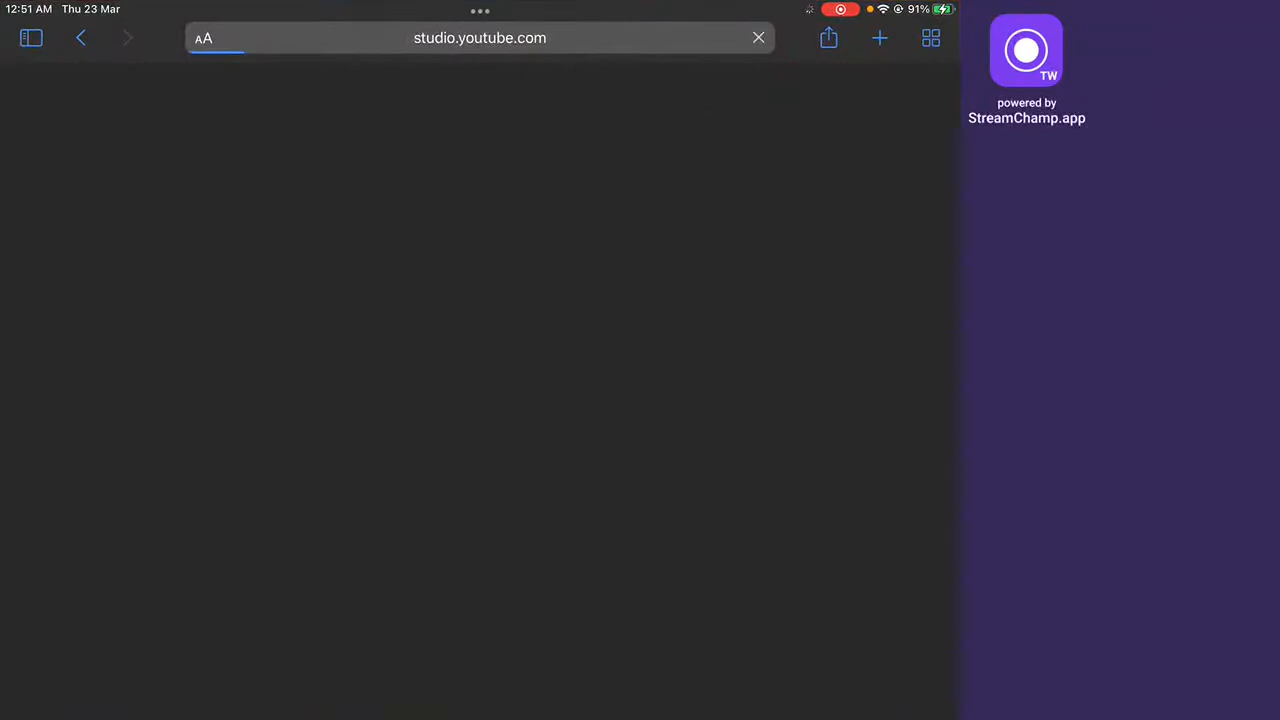 12:51 AM Thu 23 Mar
91%
AA
studio.youtube.com
TW
powered by
StreamChamp.app